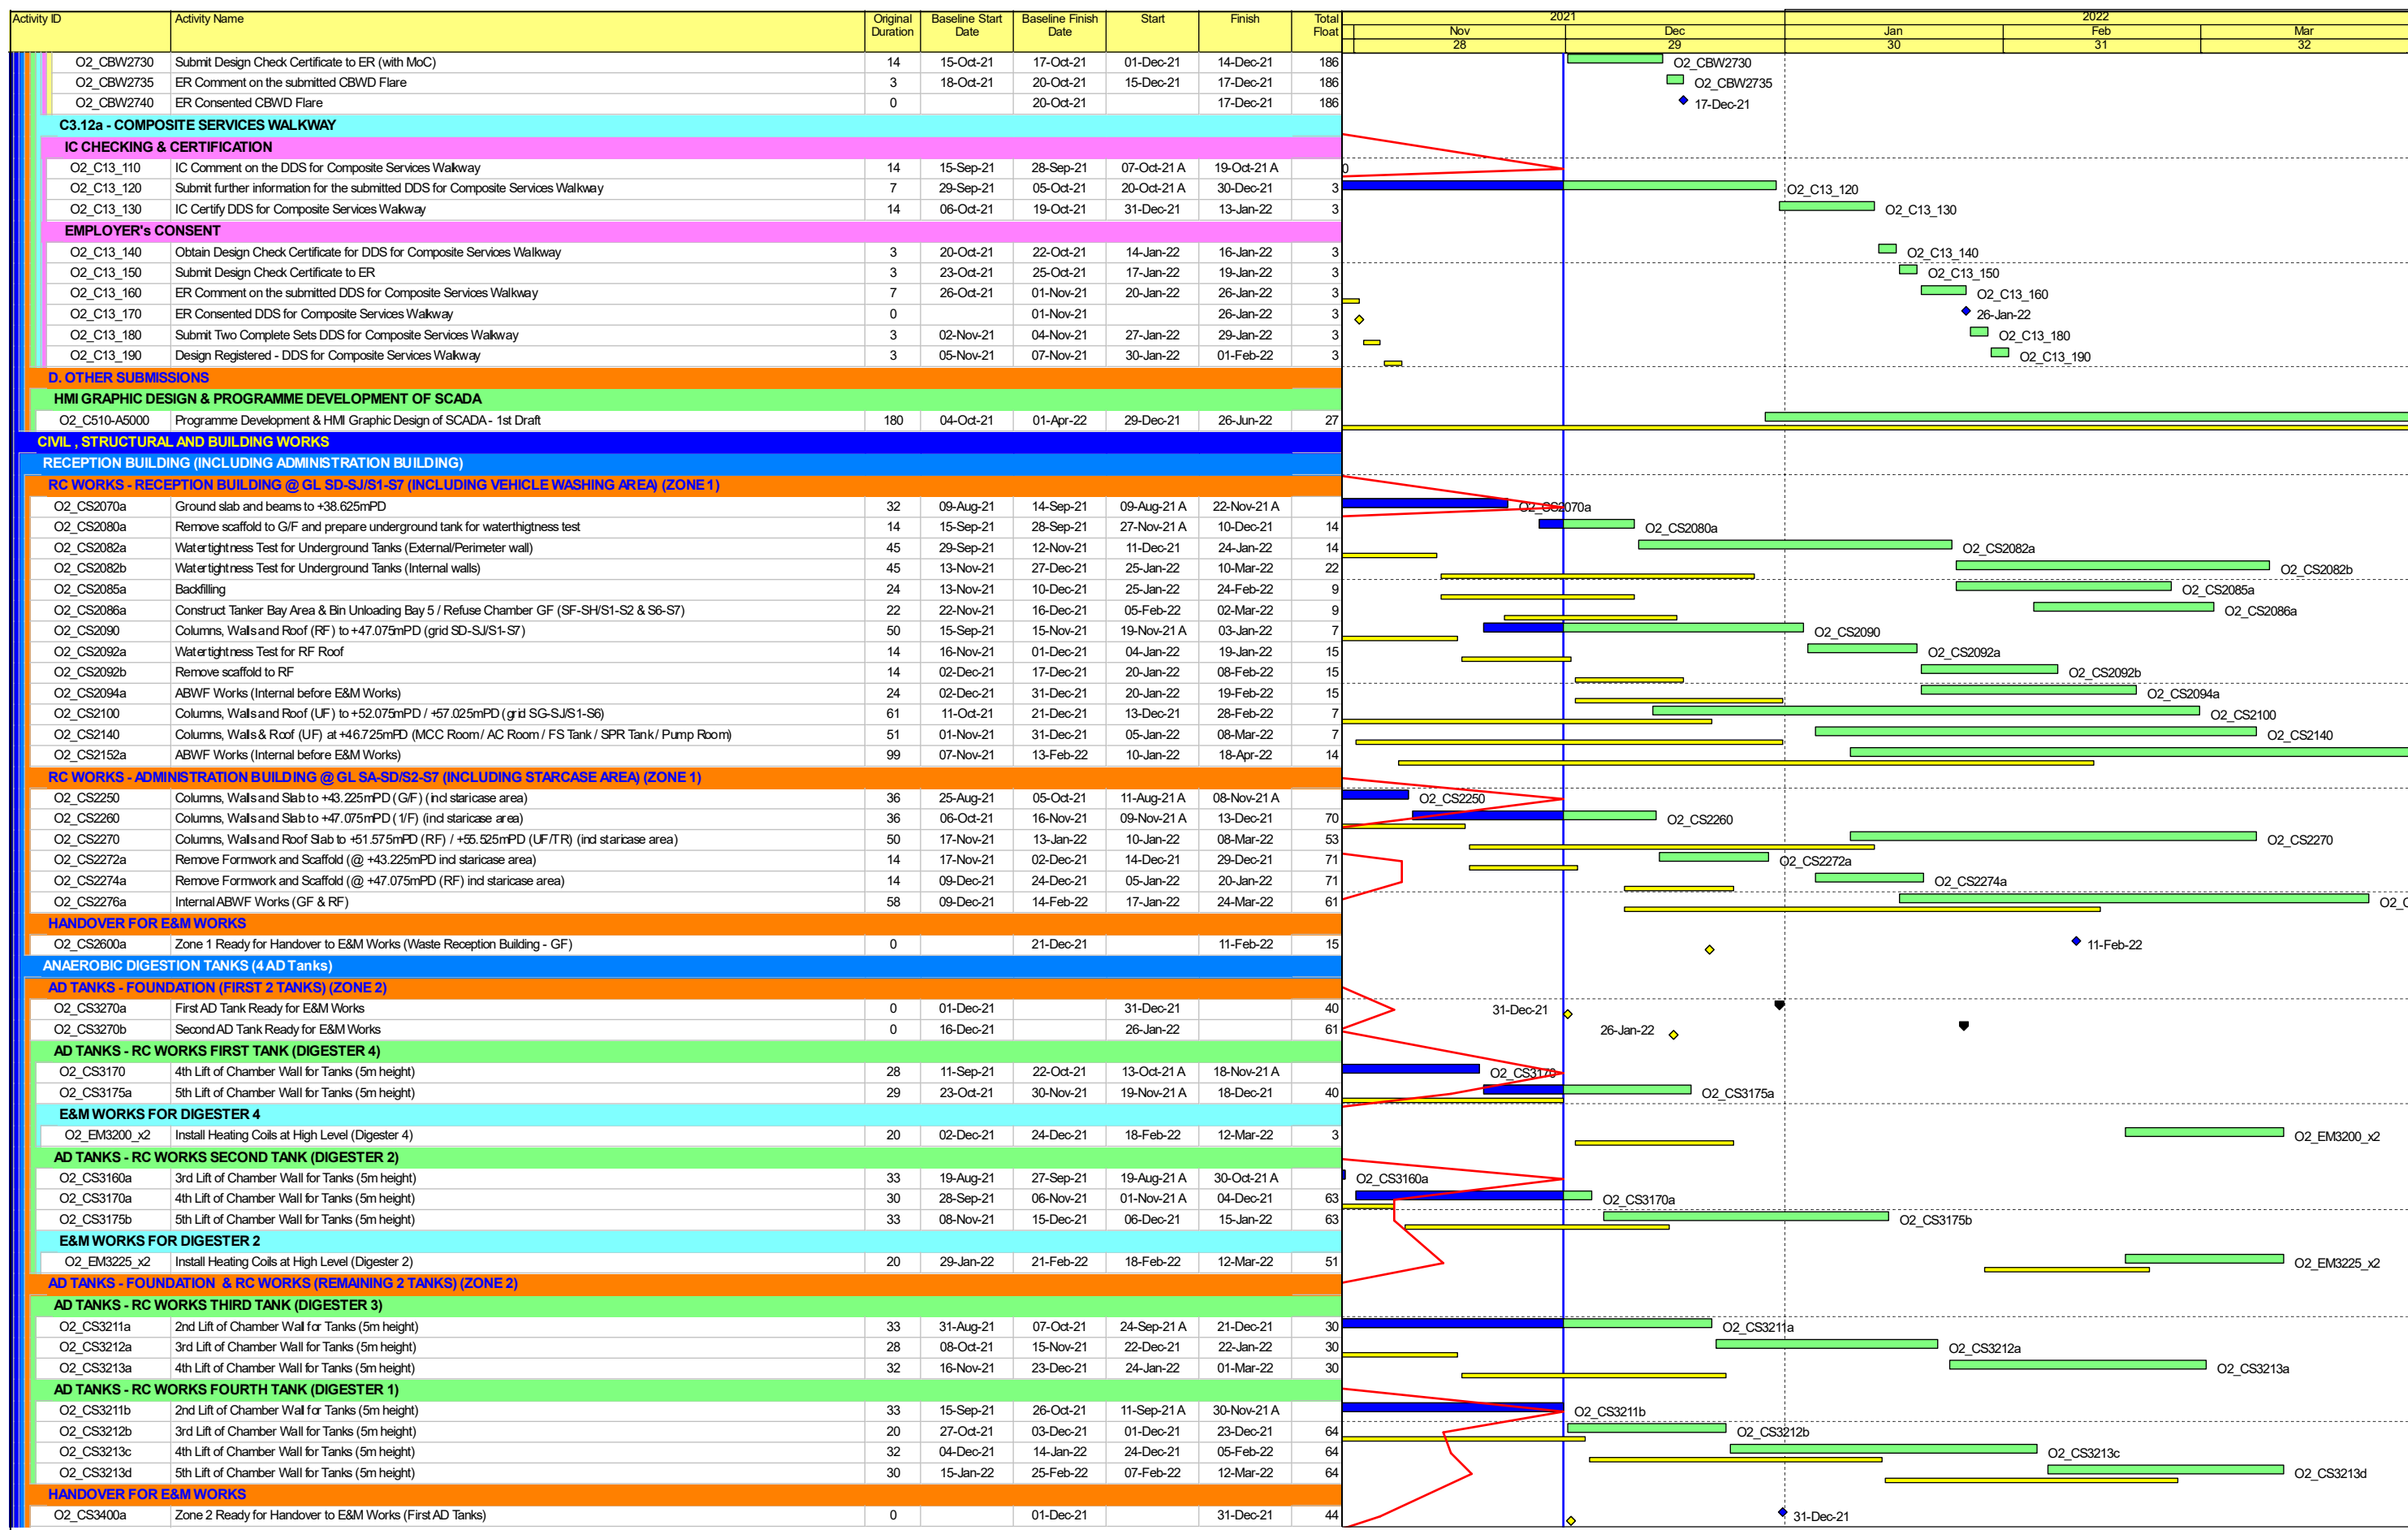 Activity ID Activity Name Original Duration Baseline Start Date Baseline Finish Date Start Finish Total Float 2021 2022
Nov Dec Jan Feb Mar
28 29 30 31 32
O2_CBW2730 Submit Design Check Certificate to ER (with MoC) 14 15-Oct-21 17-Oct-21 01-Dec-21 14-Dec-21 186 O2_CBW2730
O2_CBW2735 ER Comment on the submitted CBWD Flare 3 18-Oct-21 20-Oct-21 15-Dec-21 17-Dec-21 186 O2_CBW2735
O2_CBW2740 ER Consented CBWD Flare 0 20-Oct-21 17-Dec-21 186 17-Dec-21
C3.12a - COMPOSITE SERVICES WALKWAY
IC CHECKING & CERTIFICATION
O2_C13_110 IC Comment on the DDS for Composite Services Walkway 14 15-Sep-21 28-Sep-21 07-Oct-21 A 19-Oct-21 A 0
O2_C13_120 Submit further information for the submitted DDS for Composite Services Walkway 7 29-Sep-21 05-Oct-21 20-Oct-21 A 30-Dec-21 3 O2_C13_120
O2_C13_130 IC Certify DDS for Composite Services Walkway 14 06-Oct-21 19-Oct-21 31-Dec-21 13-Jan-22 3 O2_C13_130
EMPLOYER's CONSENT
O2_C13_140 Obtain Design Check Certificate for DDS for Composite Services Walkway 3 20-Oct-21 22-Oct-21 14-Jan-22 16-Jan-22 3 O2_C13_140
O2_C13_150 Submit Design Check Certificate to ER 3 23-Oct-21 25-Oct-21 17-Jan-22 19-Jan-22 3 O2_C13_150
O2_C13_160 ER Comment on the submitted DDS for Composite Services Walkway 7 26-Oct-21 01-Nov-21 20-Jan-22 26-Jan-22 3 O2_C13_160
O2_C13_170 ER Consented DDS for Composite Services Walkway 0 01-Nov-21 26-Jan-22 3 26-Jan-22
O2_C13_180 Submit Two Complete Sets DDS for Composite Services Walkway 3 02-Nov-21 04-Nov-21 27-Jan-22 29-Jan-22 3 O2_C13_180
O2_C13_190 Design Registered - DDS for Composite Services Walkway 3 05-Nov-21 07-Nov-21 30-Jan-22 01-Feb-22 3 O2_C13_190
D. OTHER SUBMISSIONS
HMI GRAPHIC DESIGN & PROGRAMME DEVELOPMENT OF SCADA
O2_C510-A5000 Programme Development & HMI Graphic Design of SCADA - 1st Draft 180 04-Oct-21 01-Apr-22 29-Dec-21 26-Jun-22 27
CIVIL , STRUCTURAL AND BUILDING WORKS
RECEPTION BUILDING (INCLUDING ADMINISTRATION BUILDING)
RC WORKS - RECEPTION BUILDING @ GL SD-SJ/S1-S7 (INCLUDING VEHICLE WASHING AREA) (ZONE 1)
O2_CS2070a Ground slab and beams to +38.625mPD 32 09-Aug-21 14-Sep-21 09-Aug-21 A 22-Nov-21 A O2_CS2070a
O2_CS2080a Remove scaffold to G/F and prepare underground tank for waterthigtness test 14 15-Sep-21 28-Sep-21 27-Nov-21 A 10-Dec-21 14 O2_CS2080a
O2_CS2082a Watertightness Test for Underground Tanks (External/Perimeter wall) 45 29-Sep-21 12-Nov-21 11-Dec-21 24-Jan-22 14 O2_CS2082a
O2_CS2082b Watertightness Test for Underground Tanks (Internal walls) 45 13-Nov-21 27-Dec-21 25-Jan-22 10-Mar-22 22 O2_CS2082b
O2_CS2085a Backfilling 24 13-Nov-21 10-Dec-21 25-Jan-22 24-Feb-22 9 O2_CS2085a
O2_CS2086a Construct Tanker Bay Area & Bin Unloading Bay 5 / Refuse Chamber GF (SF-SH/S1-S2 & S6-S7) 22 22-Nov-21 16-Dec-21 05-Feb-22 02-Mar-22 9 O2_CS2086a
O2_CS2090 Columns, Walls and Roof (RF) to +47.075mPD (grid SD-SJ/S1-S7) 50 15-Sep-21 15-Nov-21 19-Nov-21 A 03-Jan-22 7 O2_CS2090
O2_CS2092a Watertightness Test for RF Roof 14 16-Nov-21 01-Dec-21 04-Jan-22 19-Jan-22 15 O2_CS2092a
O2_CS2092b Remove scaffold to RF 14 02-Dec-21 17-Dec-21 20-Jan-22 08-Feb-22 15 O2_CS2092b
O2_CS2094a ABWF Works (Internal before E&M Works) 24 02-Dec-21 31-Dec-21 20-Jan-22 19-Feb-22 15 O2_CS2094a
O2_CS2100 Columns, Walls and Roof (UF) to +52.075mPD / +57.025mPD (grid SG-SJ/S1-S6) 61 11-Oct-21 21-Dec-21 13-Dec-21 28-Feb-22 7 O2_CS2100
O2_CS2140 Columns, Walls & Roof (UF) at +46.725mPD (MCC Room / AC Room / FS Tank / SPR Tank / Pump Room) 51 01-Nov-21 31-Dec-21 05-Jan-22 08-Mar-22 7 O2_CS2140
O2_CS2152a ABWF Works (Internal before E&M Works) 99 07-Nov-21 13-Feb-22 10-Jan-22 18-Apr-22 14
RC WORKS - ADMINISTRATION BUILDING @ GL SA-SD/S2-S7 (INCLUDING STARCASE AREA) (ZONE 1)
O2_CS2250 Columns, Walls and Slab to +43.225mPD (G/F) (incl staricase area) 36 25-Aug-21 05-Oct-21 11-Aug-21 A 08-Nov-21 A O2_CS2250
O2_CS2260 Columns, Walls and Slab to +47.075mPD (1/F) (incl staricase area) 36 06-Oct-21 16-Nov-21 09-Nov-21 A 13-Dec-21 70 O2_CS2260
O2_CS2270 Columns, Walls and Roof Slab to +51.575mPD (RF) / +55.525mPD (UF/TR) (incl staricase area) 50 17-Nov-21 13-Jan-22 10-Jan-22 08-Mar-22 53 O2_CS2270
O2_CS2272a Remove Formwork and Scaffold (@ +43.225mPD incl staricase area) 14 17-Nov-21 02-Dec-21 14-Dec-21 29-Dec-21 71 O2_CS2272a
O2_CS2274a Remove Formwork and Scaffold (@ +47.075mPD (RF) incl staricase area) 14 09-Dec-21 24-Dec-21 05-Jan-22 20-Jan-22 71 O2_CS2274a
O2_CS2276a Internal ABWF Works (GF & RF) 58 09-Dec-21 14-Feb-22 17-Jan-22 24-Mar-22 61 O2_C
HANDOVER FOR E&M WORKS
O2_CS2600a Zone 1 Ready for Handover to E&M Works (Waste Reception Building - GF) 0 21-Dec-21 11-Feb-22 15 11-Feb-22
ANAEROBIC DIGESTION TANKS (4 AD Tanks)
AD TANKS - FOUNDATION (FIRST 2 TANKS) (ZONE 2)
O2_CS3270a First AD Tank Ready for E&M Works 0 01-Dec-21 31-Dec-21 40 31-Dec-21
O2_CS3270b Second AD Tank Ready for E&M Works 0 16-Dec-21 26-Jan-22 61 26-Jan-22
AD TANKS - RC WORKS FIRST TANK (DIGESTER 4)
O2_CS3170 4th Lift of Chamber Wall for Tanks (5m height) 28 11-Sep-21 22-Oct-21 13-Oct-21 A 18-Nov-21 A O2_CS3170
O2_CS3175a 5th Lift of Chamber Wall for Tanks (5m height) 29 23-Oct-21 30-Nov-21 19-Nov-21 A 18-Dec-21 40 O2_CS3175a
E&M WORKS FOR DIGESTER 4
O2_EM3200_x2 Install Heating Coils at High Level (Digester 4) 20 02-Dec-21 24-Dec-21 18-Feb-22 12-Mar-22 3 O2_EM3200_x2
AD TANKS - RC WORKS SECOND TANK (DIGESTER 2)
O2_CS3160a 3rd Lift of Chamber Wall for Tanks (5m height) 33 19-Aug-21 27-Sep-21 19-Aug-21 A 30-Oct-21 A O2_CS3160a
O2_CS3170a 4th Lift of Chamber Wall for Tanks (5m height) 30 28-Sep-21 06-Nov-21 01-Nov-21 A 04-Dec-21 63 O2_CS3170a
O2_CS3175b 5th Lift of Chamber Wall for Tanks (5m height) 33 08-Nov-21 15-Dec-21 06-Dec-21 15-Jan-22 63 O2_CS3175b
E&M WORKS FOR DIGESTER 2
O2_EM3225_x2 Install Heating Coils at High Level (Digester 2) 20 29-Jan-22 21-Feb-22 18-Feb-22 12-Mar-22 51 O2_EM3225_x2
AD TANKS - FOUNDATION & RC WORKS (REMAINING 2 TANKS) (ZONE 2)
AD TANKS - RC WORKS THIRD TANK (DIGESTER 3)
O2_CS3211a 2nd Lift of Chamber Wall for Tanks (5m height) 33 31-Aug-21 07-Oct-21 24-Sep-21 A 21-Dec-21 30 O2_CS3211a
O2_CS3212a 3rd Lift of Chamber Wall for Tanks (5m height) 28 08-Oct-21 15-Nov-21 22-Dec-21 22-Jan-22 30 O2_CS3212a
O2_CS3213a 4th Lift of Chamber Wall for Tanks (5m height) 32 16-Nov-21 23-Dec-21 24-Jan-22 01-Mar-22 30 O2_CS3213a
AD TANKS - RC WORKS FOURTH TANK (DIGESTER 1)
O2_CS3211b 2nd Lift of Chamber Wall for Tanks (5m height) 33 15-Sep-21 26-Oct-21 11-Sep-21 A 30-Nov-21 A O2_CS3211b
O2_CS3212b 3rd Lift of Chamber Wall for Tanks (5m height) 20 27-Oct-21 03-Dec-21 01-Dec-21 23-Dec-21 64 O2_CS3212b
O2_CS3213c 4th Lift of Chamber Wall for Tanks (5m height) 32 04-Dec-21 14-Jan-22 24-Dec-21 05-Feb-22 64 O2_CS3213c
O2_CS3213d 5th Lift of Chamber Wall for Tanks (5m height) 30 15-Jan-22 25-Feb-22 07-Feb-22 12-Mar-22 64 O2_CS3213d
HANDOVER FOR E&M WORKS
O2_CS3400a Zone 2 Ready for Handover to E&M Works (First AD Tanks) 0 01-Dec-21 31-Dec-21 44 31-Dec-21